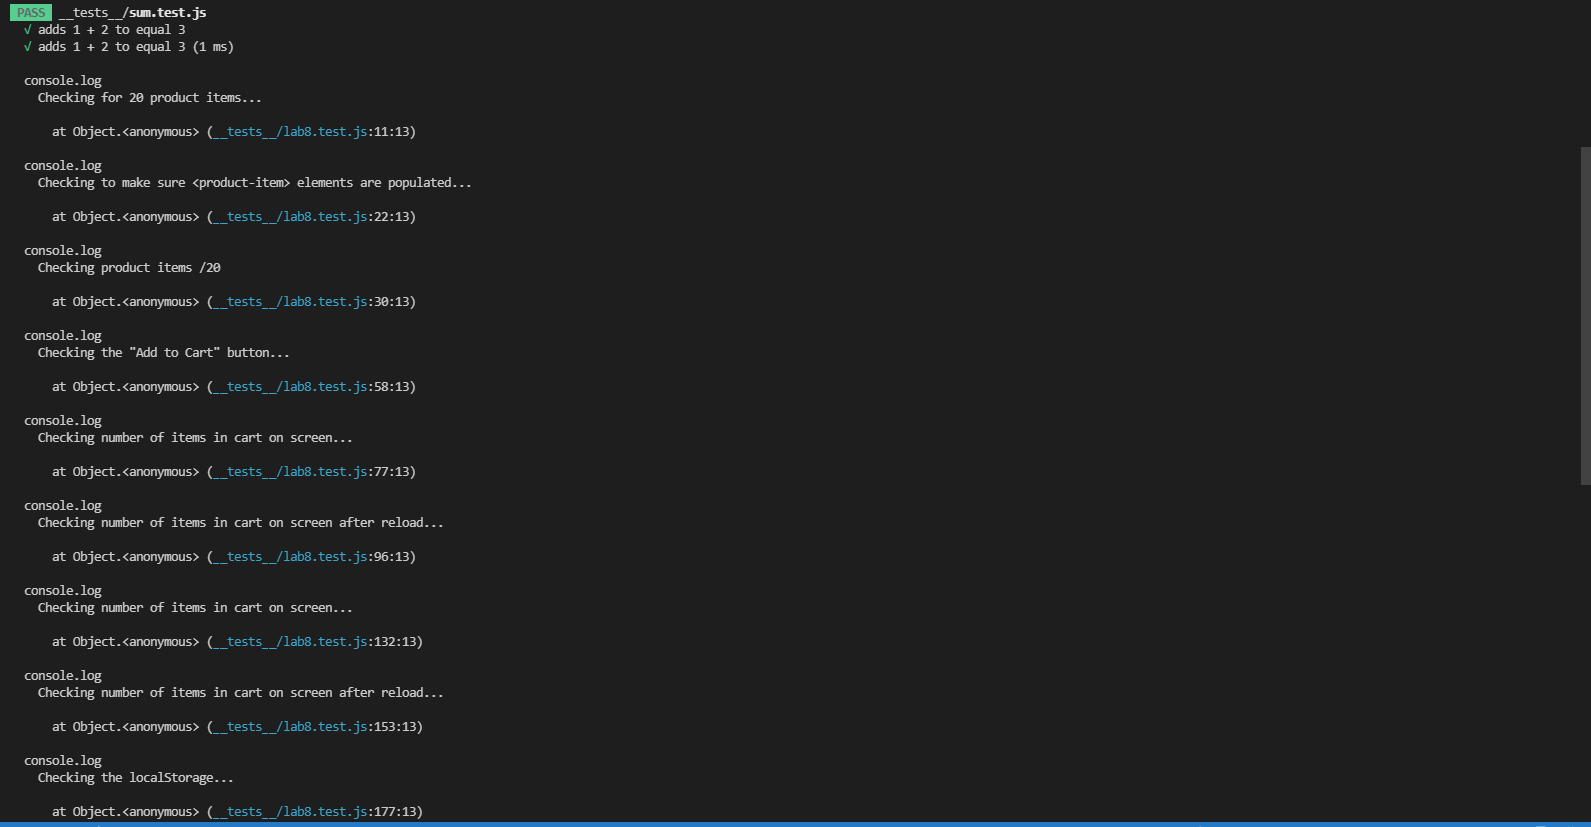 PASS __tests__/sum.test.js
√ adds 1 + 2 to equal 3
√ adds 1 + 2 to equal 3 (1 ms)
console.log
Checking for 20 product items...
at Object.<anonymous> (__tests__/lab8.test.js:11:13)
console.log
Checking to make sure <product-item> elements are populated...
at Object.<anonymous> (__tests__/lab8.test.js:22:13)
console.log
Checking product items /20
at Object.<anonymous> (__tests__/lab8.test.js:30:13)
console.log
Checking the "Add to Cart" button...
at Object.<anonymous> (__tests__/lab8.test.js:58:13)
console.log
Checking number of items in cart on screen...
at Object.<anonymous> (__tests__/lab8.test.js:77:13)
console.log
Checking number of items in cart on screen after reload...
at Object.<anonymous> (__tests__/lab8.test.js:96:13)
console.log
Checking number of items in cart on screen...
at Object.<anonymous> (__tests__/lab8.test.js:132:13)
console.log
Checking number of items in cart on screen after reload...
at Object.<anonymous> (__tests__/lab8.test.js:153:13)
console.log
Checking the localStorage...
at Object.<anonymous> (__tests__/lab8.test.js:177:13)